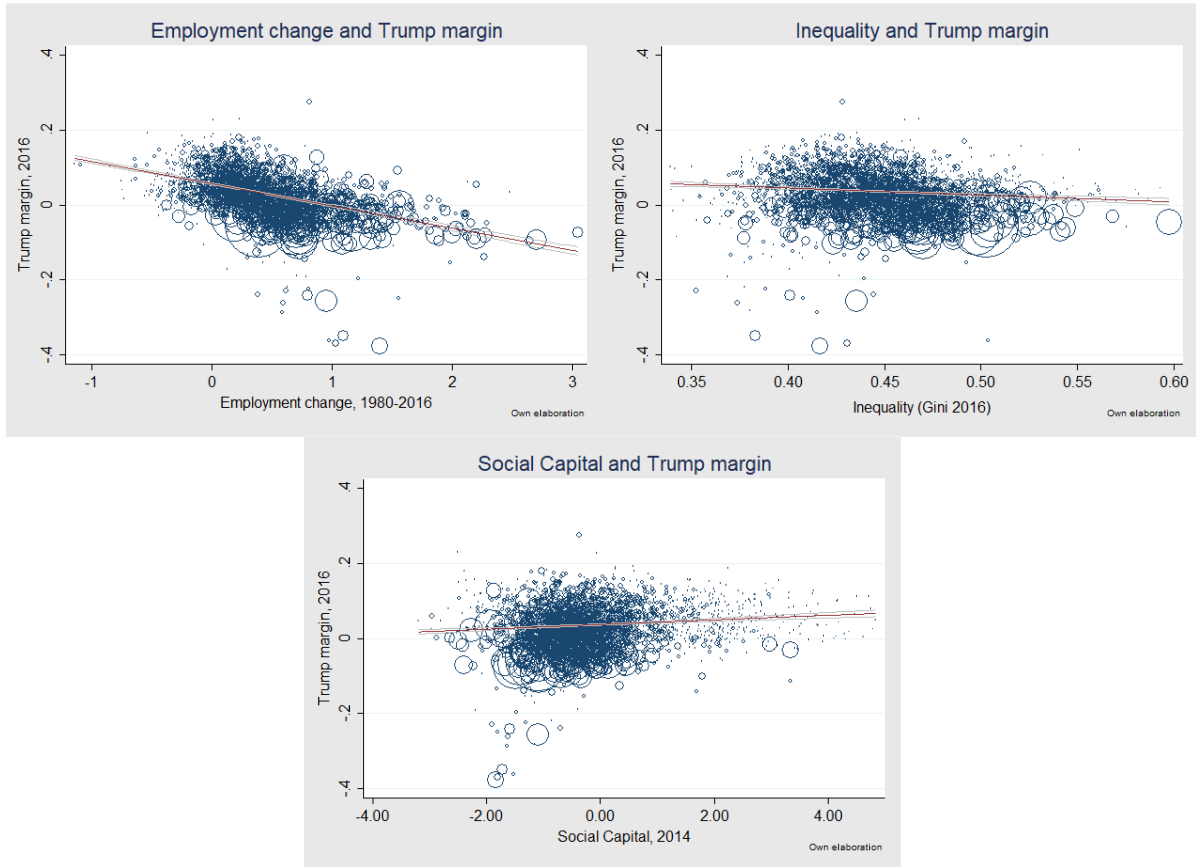 Employment change and Trump margin
Trump margin, 2016
.4
.2
0
-.2
-.4
-1
0
1
2
3
Employment change, 1980-2016
Own elaboration
Inequality and Trump margin
Trump margin, 2016
.4
.2
0
-.2
-.4
0.35
0.40
0.45
0.50
0.55
0.60
Inequality (Gini 2016)
Own elaboration
Social Capital and Trump margin
Trump margin, 2016
.4
.2
0
-.2
-.4
-4.00
-2.00
0.00
2.00
4.00
Social Capital, 2014
Own elaboration